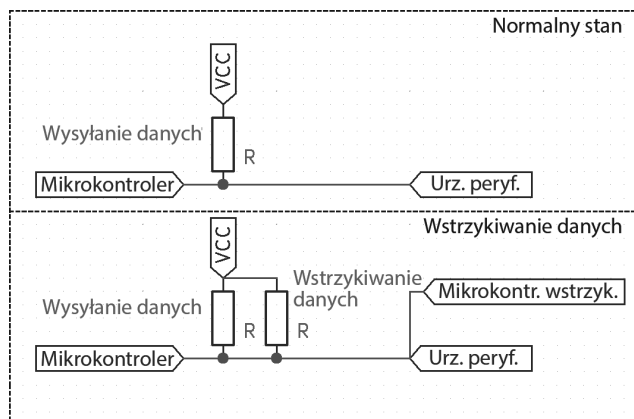 Normalny stan
VCC
Wysyłanie danych
R
Mikrokontroler
Urz. peryf.
Wstrzykiwanie danych
VCC
Wstrzykiwanie
danych
Mikrokontr. wstrzyk.
Wysyłanie danych
R
R
Mikrokontroler
Urz. peryf.